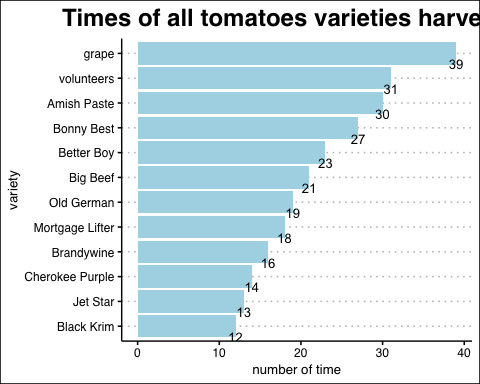 Times of all tomatoes varieties harve
grape
39
volunteers
31
Amish Paste
30
Bonny Best
27
Better Boy
23
Big Beef
21
Old German
19
Mortgage Lifter
18
Brandywine
16
Cherokee Purple
14
Jet Star
13
Black Krim
12
variety
0 10 20 30 40
number of time